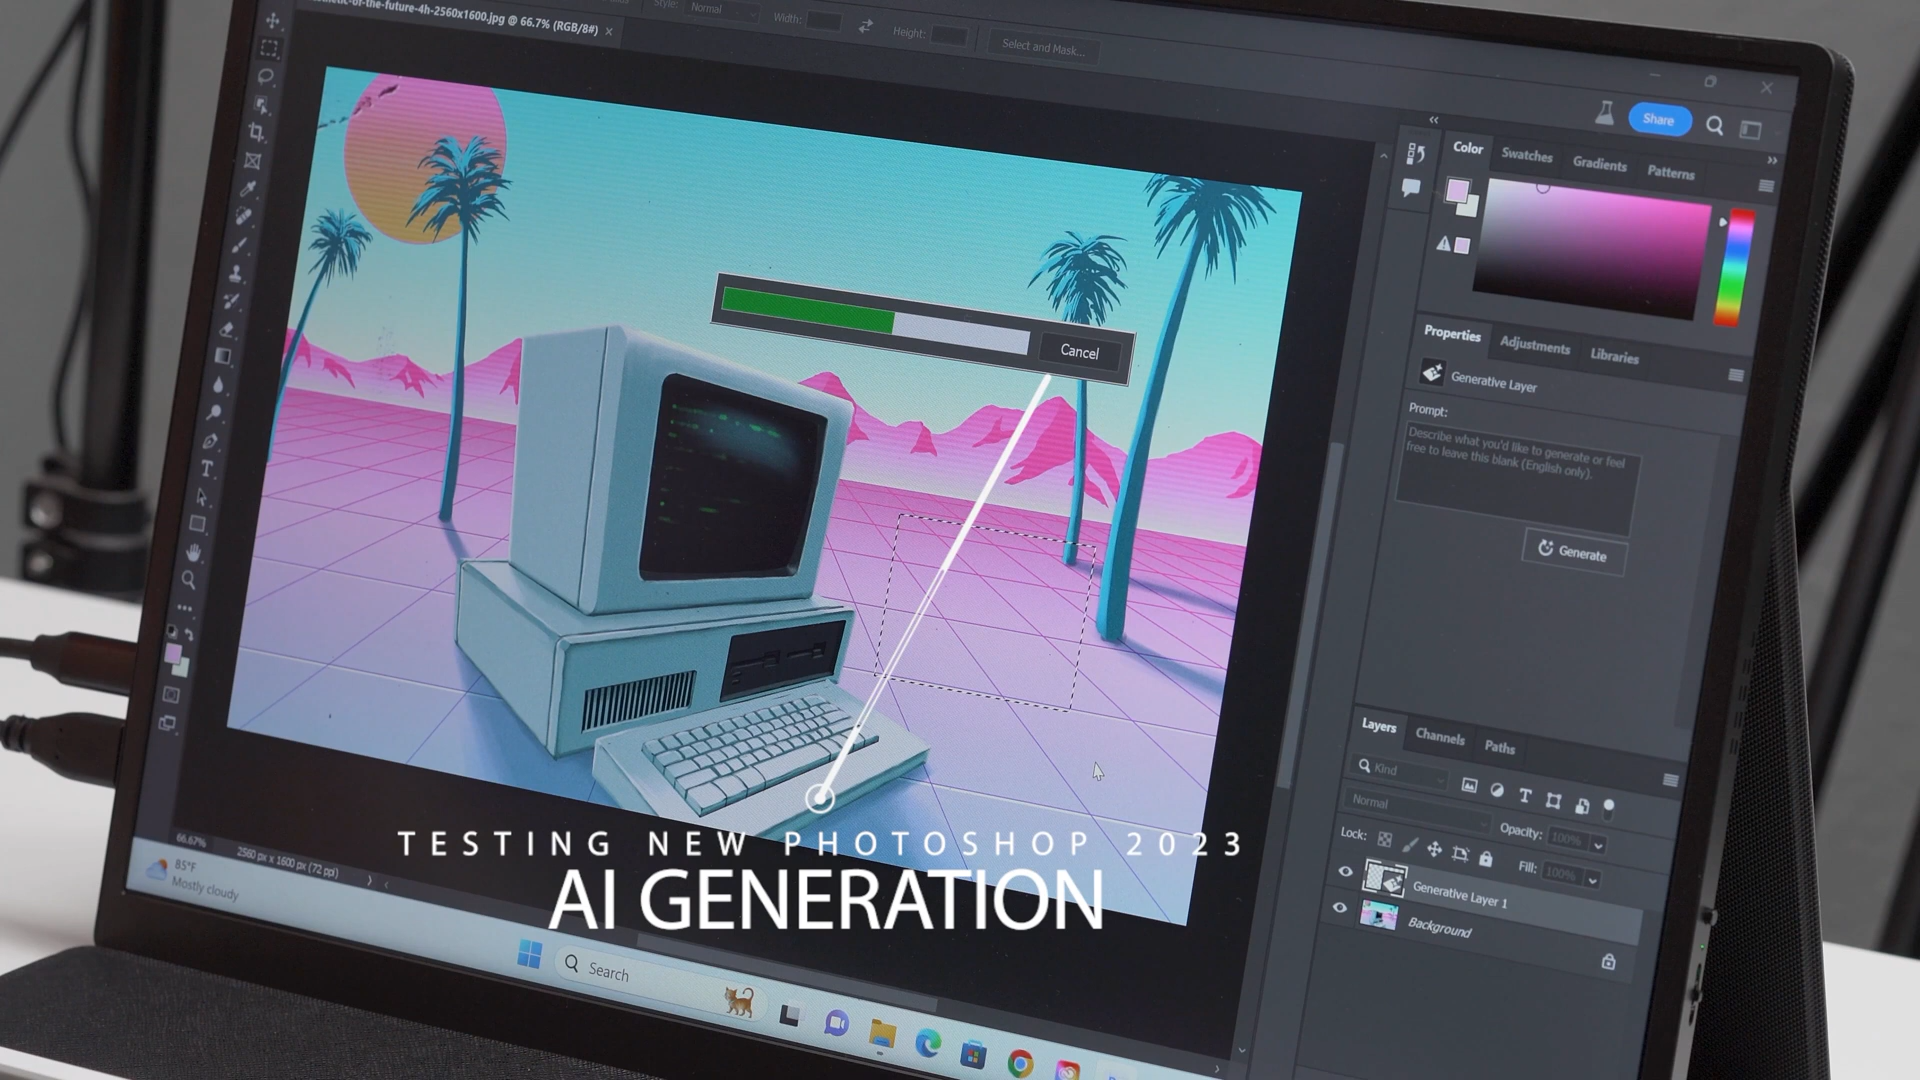 of-the-future-4h-2560x1600.jpg @ 66.7% (RGB/8#) ×
Style: Normal Width: Height: Select and Mask...
Share
Color Swatches Gradients Patterns
Cancel
Properties Adjustments Libraries
Generative Layer
Prompt:
Describe what you'd like to generate or feel
free to leave this blank (English only).
Generate
Layers Channels Paths
Kind
Normal
Opacity: 100%
Lock:
Fill: 100%
Generative Layer 1
Background
TESTING NEW PHOTOSHOP 2023
AI GENERATION
66.67% 2560 px x 1600 px (72 ppi)
85°F
Mostly cloudy
Search